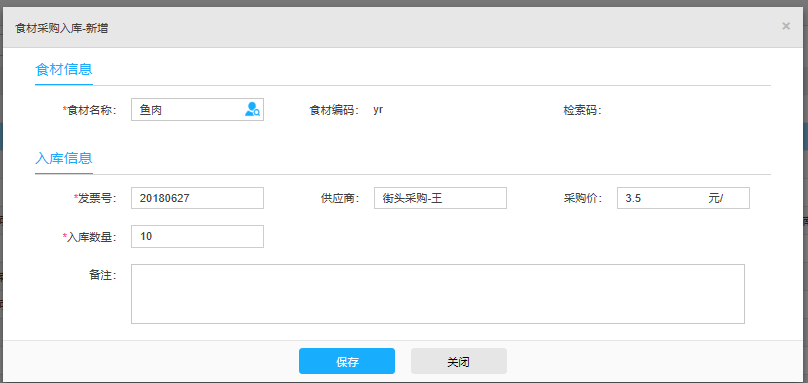 食材采购入库-新增 ×
食材信息
*食材名称： 鱼肉 食材编码： yr 检索码：
入库信息
*发票号： 20180627 供应商： 街头采购-王 采购价： 3.5 元/
*入库数量： 10
备注：
保存 关闭